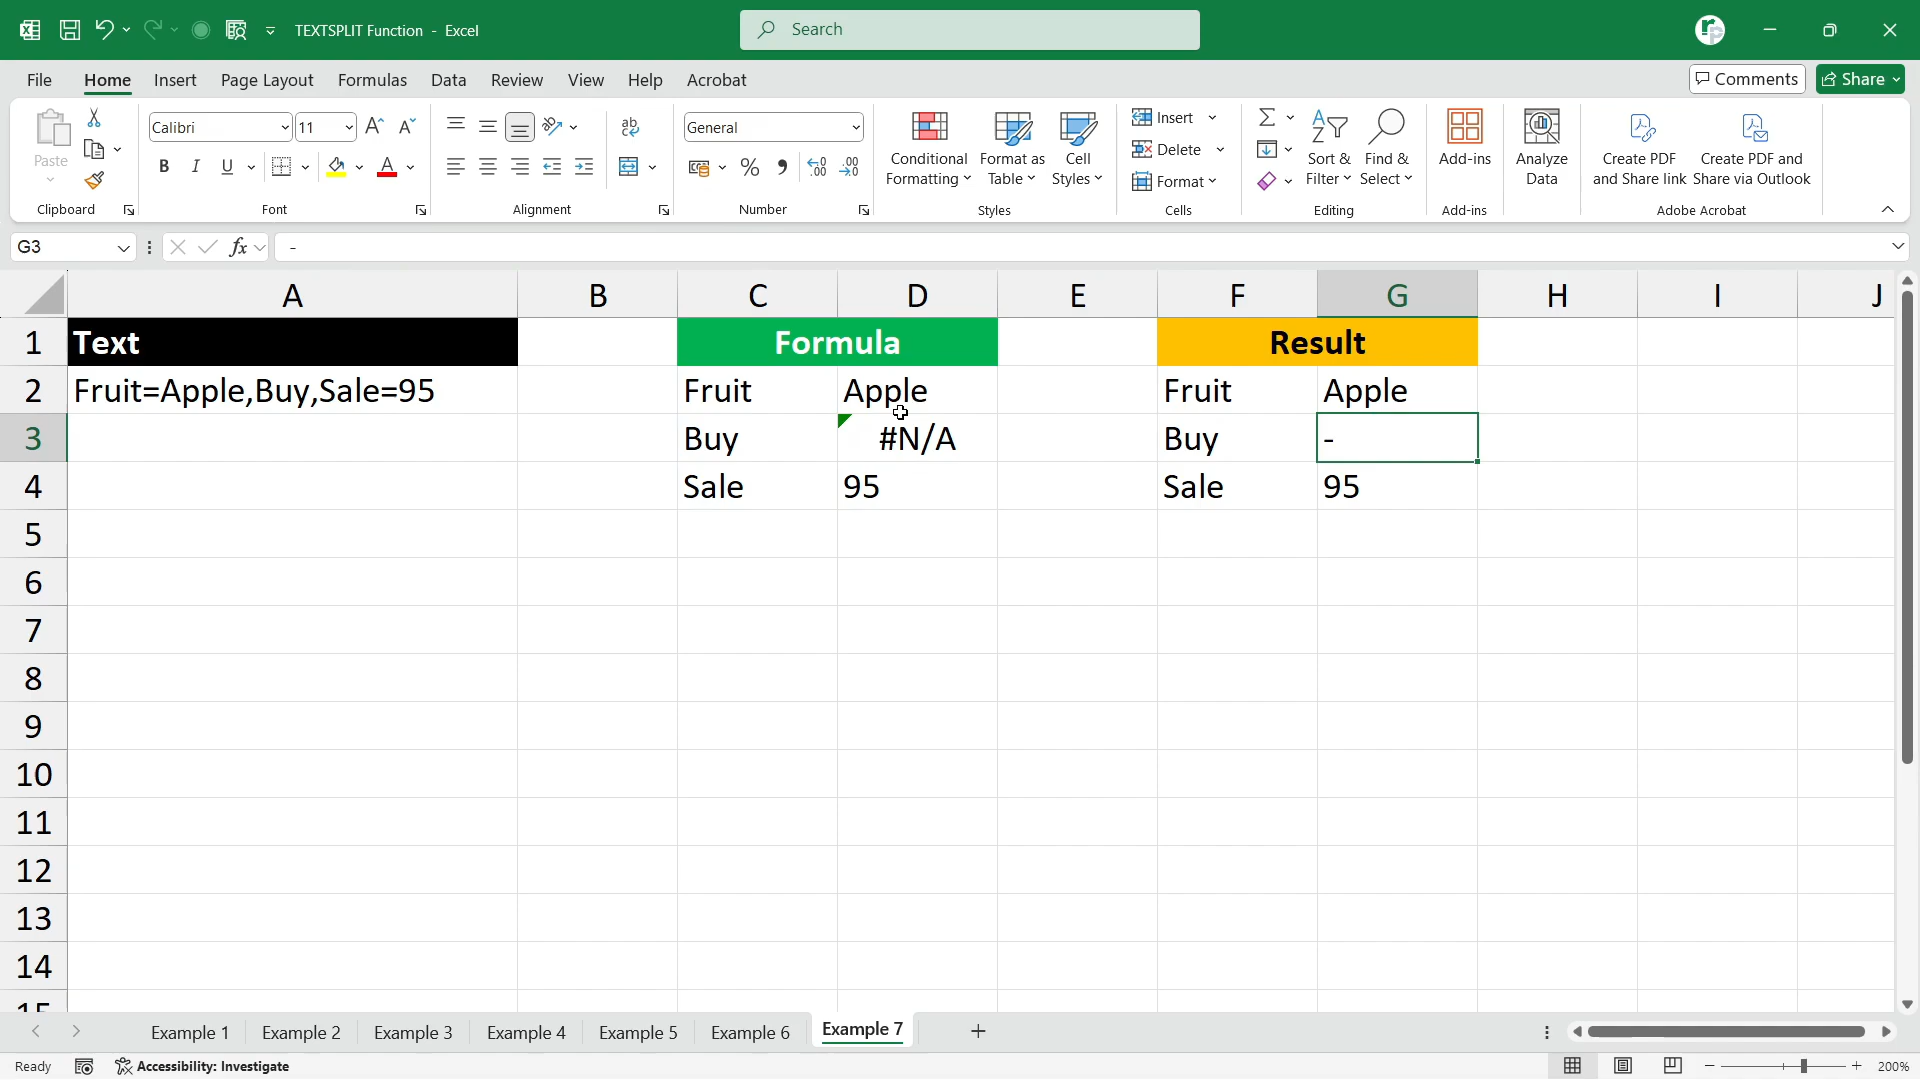 TEXTSPLIT Function - Excel
Search
File Home Insert Page Layout Formulas Data Review View Help Acrobat
Comments Share
Paste
Clipboard
Calibri 11
B I U
Font
Alignment
General
Number
Conditional Formatting
Format as Table
Cell Styles
Styles
Insert
Delete
Format
Cells
Sort & Filter
Find & Select
Editing
Add-ins
Add-ins
Analyze Data
Create PDF and Share link
Create PDF and Share via Outlook
Adobe Acrobat
G3 fx -
A B C D E F G H I J
1 Text Formula Result
2 Fruit=Apple,Buy,Sale=95 Fruit Apple Fruit Apple
3 Buy #N/A Buy -
4 Sale 95 Sale 95
5
6
7
8
9
10
11
12
13
14
Example 1 Example 2 Example 3 Example 4 Example 5 Example 6 Example 7
Ready Accessibility: Investigate 200%